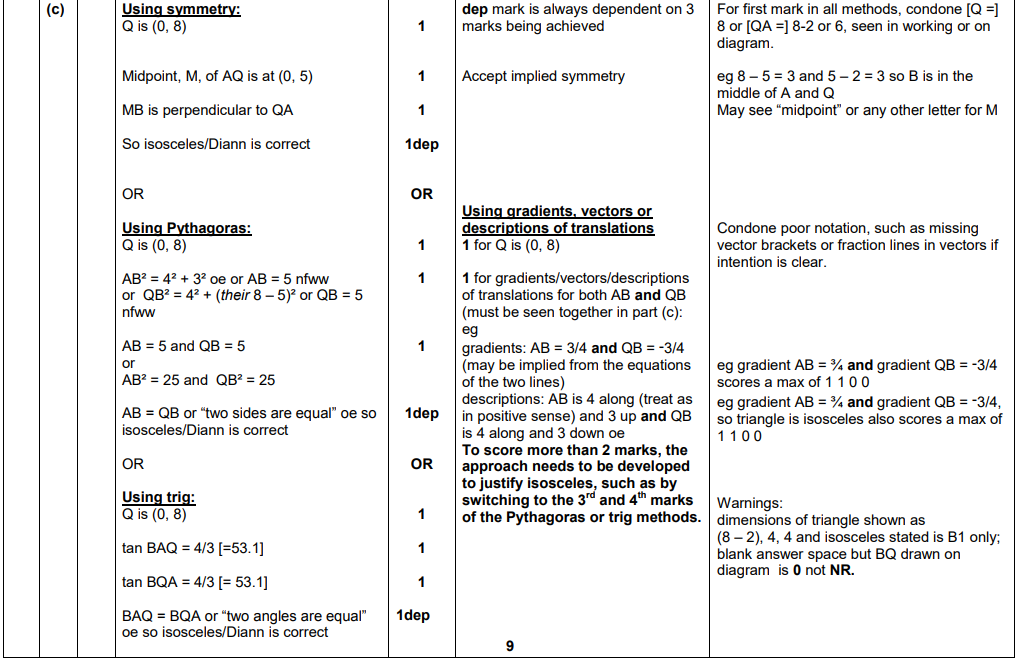 (c)
Using symmetry:
Q is (0, 8)
1
Midpoint, M, of AQ is at (0, 5)
1
MB is perpendicular to QA
1
So isosceles/Diann is correct
1dep
OR
OR
Using Pythagoras:
Q is (0, 8)
1
AB² = 4² + 3² oe or AB = 5 nfww
1
or QB² = 4² + (their 8 – 5)² or QB = 5
nfww
AB = 5 and QB = 5
1
or
AB² = 25 and QB² = 25
AB = QB or “two sides are equal” oe so
1dep
isosceles/Diann is correct
OR
OR
Using trig:
Q is (0, 8)
1
tan BAQ = 4/3 [=53.1]
1
tan BQA = 4/3 [= 53.1]
1
BAQ = BQA or “two angles are equal”
1dep
oe so isosceles/Diann is correct
dep mark is always dependent on 3
marks being achieved
Accept implied symmetry
Using gradients, vectors or
descriptions of translations
1 for Q is (0, 8)
1 for gradients/vectors/descriptions
of translations for both AB and QB
(must be seen together in part (c):
eg
gradients: AB = 3/4 and QB = -3/4
(may be implied from the equations
of the two lines)
descriptions: AB is 4 along (treat as
in positive sense) and 3 up and QB
is 4 along and 3 down oe
To score more than 2 marks, the
approach needs to be developed
to justify isosceles, such as by
switching to the 3rd and 4th marks
of the Pythagoras or trig methods.
For first mark in all methods, condone [Q =]
8 or [QA =] 8-2 or 6, seen in working or on
diagram.
eg 8 – 5 = 3 and 5 – 2 = 3 so B is in the
middle of A and Q
May see “midpoint” or any other letter for M
Condone poor notation, such as missing
vector brackets or fraction lines in vectors if
intention is clear.
eg gradient AB = ¾ and gradient QB = -3/4
scores a max of 1 1 0 0
eg gradient AB = ¾ and gradient QB = -3/4,
so triangle is isosceles also scores a max of
1 1 0 0
Warnings:
dimensions of triangle shown as
(8 – 2), 4, 4 and isosceles stated is B1 only;
blank answer space but BQ drawn on
diagram is 0 not NR.
9